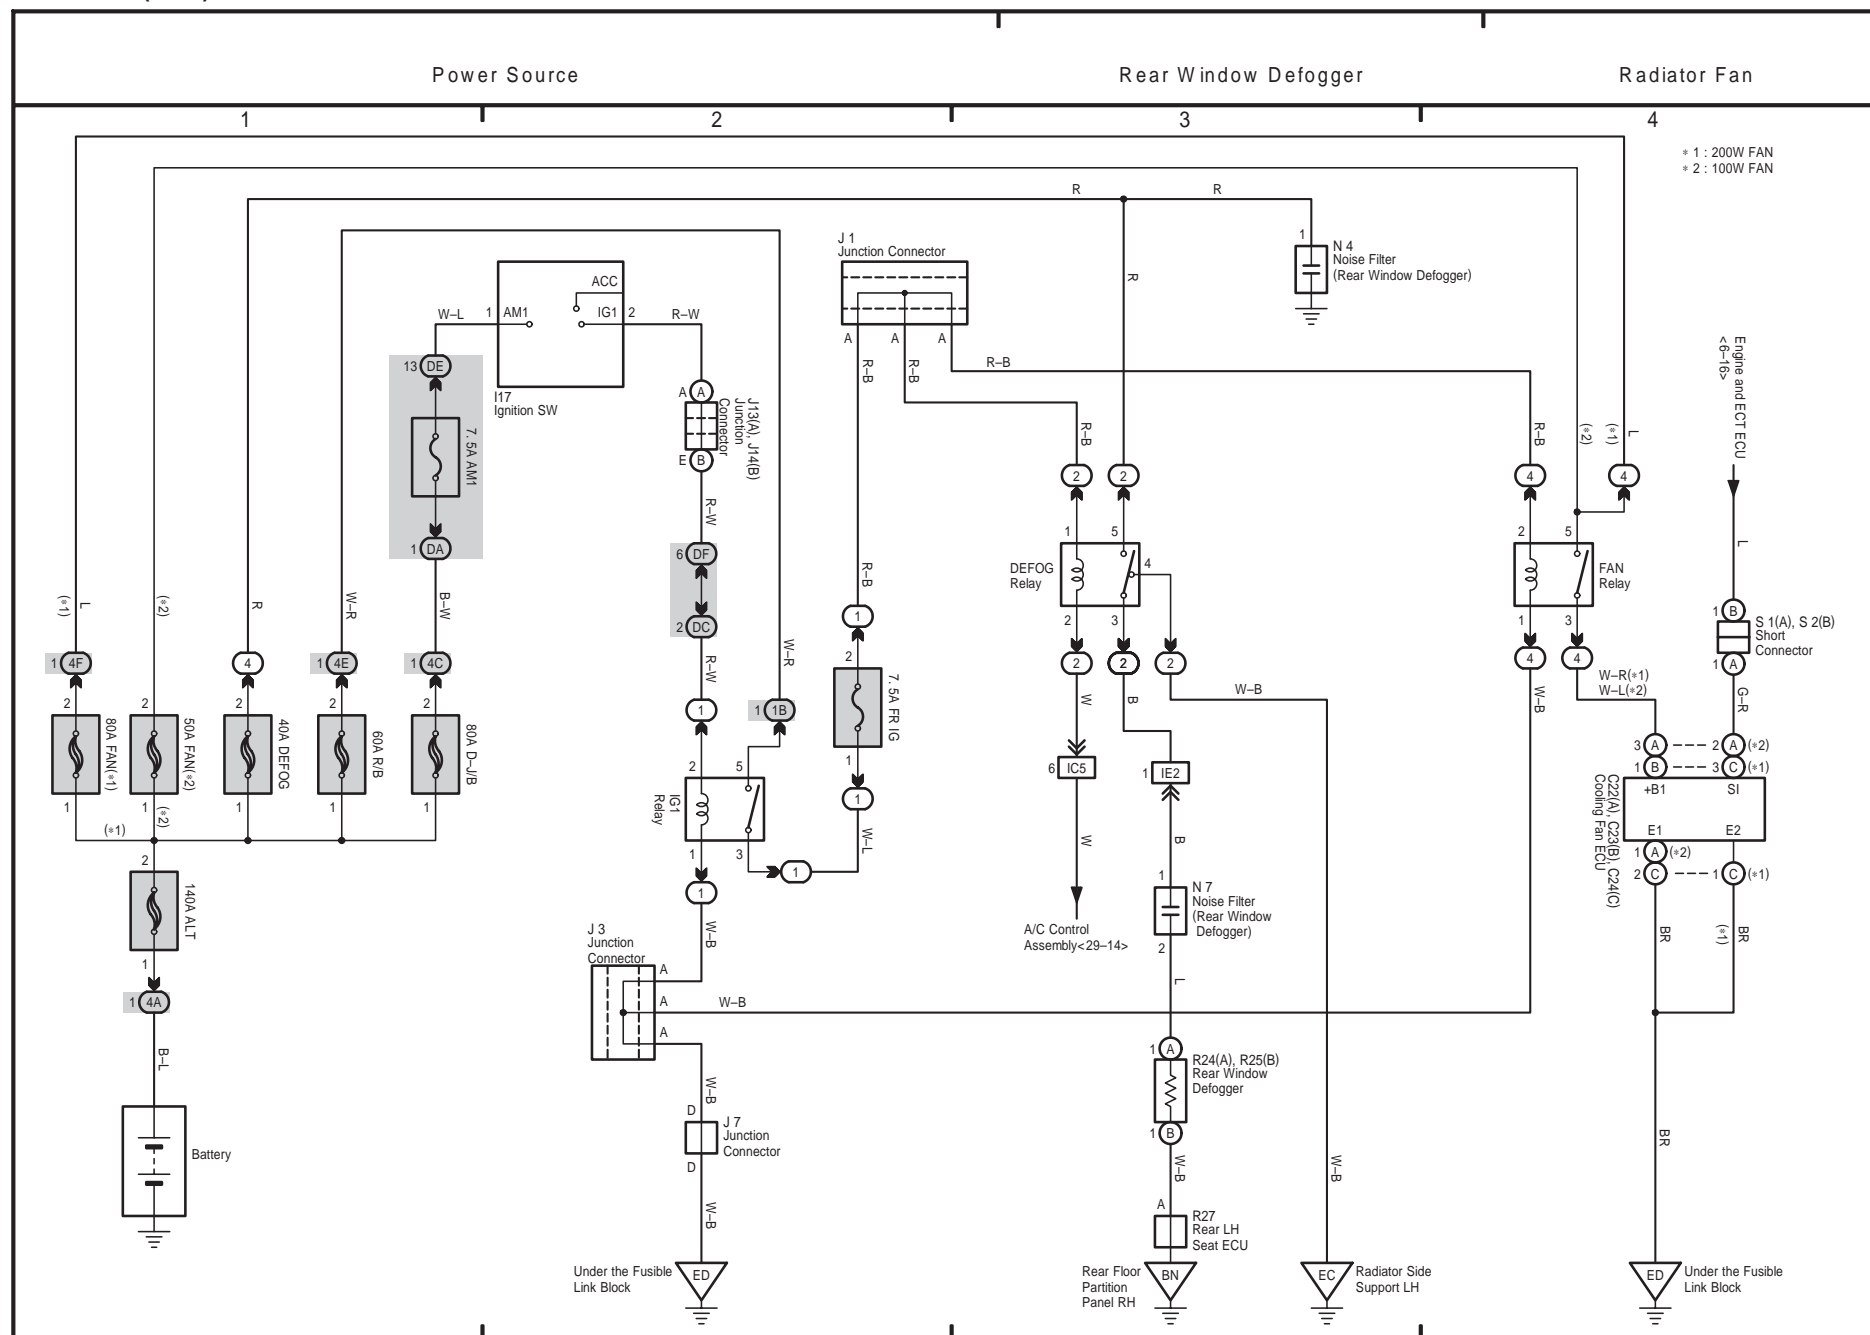 Power Source
Rear Window Defogger
Radiator Fan
1
2
3
4
∗ 1 : 200W FAN
∗ 2 : 100W FAN
R
R
J 1
Junction Connector
1
N 4
Noise Filter
(Rear Window Defogger)
R
ACC
W–L
1
AM1
IG1
2
R–W
A
A
A
R–B
R–B
R–B
Engine and ECT ECU
<6–16>
13
DE
I17
Ignition SW
A
A
J13(A), J14(B)
Junction
Connector
E
B
7. 5A AM1
R–B
R–B
(∗2)
(∗1)
L
2
2
4
4
R–W
1
DA
6
DF
1
5
2
5
L
DEFOG
Relay
4
FAN
Relay
L
(∗1)
(∗2)
R
W–R
B–W
R–B
2
DC
1
2
3
1
3
1
B
S 1(A), S 2(B)
Short
Connector
1
A
1
4F
4
1
4E
1
4C
R–W
W–R
2
2
2
2
4
4
W–R(∗1)
W–L(∗2)
G–R
W–B
W
B
W–B
2
2
2
2
2
80A FAN(∗1)
50A FAN(∗2)
40A DEFOG
60A R/B
80A D–J/B
1
1
1B
7. 5A FR IG
1
1
1
1
1
1
3
A
2
A
(∗2)
1
B
3
C
(∗1)
6
IC5
1
IE2
2
5
IG1
Relay
1
+B1
SI
E1
E2
C22(A), C23(B), C24(C)
Cooling Fan ECU
(∗1)
(∗2)
1
3
1
W–L
W
B
1
A
(∗2)
2
C
1
C
(∗1)
2
140A ALT
1
1
W–B
1
N 7
Noise Filter
(Rear Window
Defogger)
2
A/C Control
Assembly<29–14>
BR
(∗1)
BR
J 3
Junction
Connector
A
A
A
W–B
L
1
4A
B–L
1
A
R24(A), R25(B)
Rear Window
Defogger
1
B
W–B
D
J 7
Junction
Connector
D
Battery
W–B
W–B
W–B
BR
A
R27
Rear LH
Seat ECU
Under the Fusible
Link Block
ED
Rear Floor
Partition
Panel RH
BN
EC
Radiator Side
Support LH
ED
Under the Fusible
Link Block